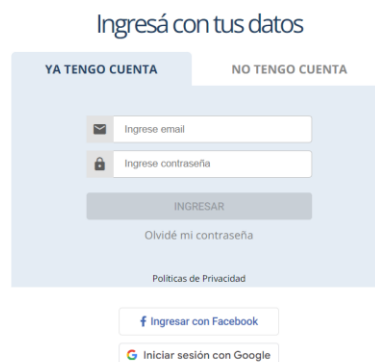 Ingresá con tus datos
YA TENGO CUENTA
NO TENGO CUENTA
Ingrese email
Ingrese contraseña
INGRESAR
Olvidé mi contraseña
Políticas de Privacidad
Ingresar con Facebook
Iniciar sesión con Google